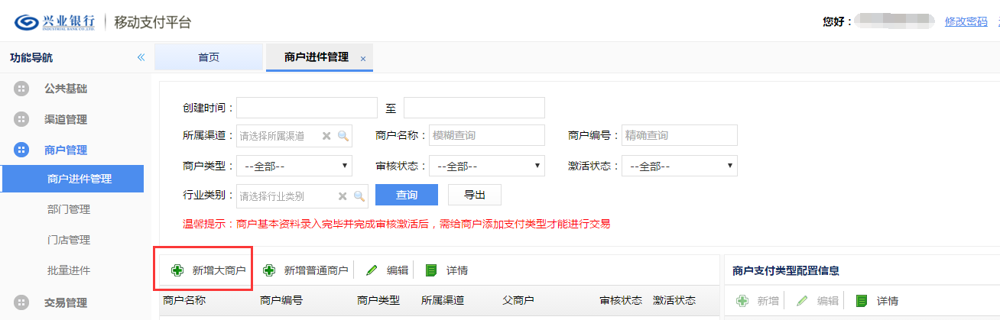 兴业银行 移动支付平台 您好： 修改密码
INDUSTRIAL BANK CO.,LTD.
功能导航 « 首页 商户进件管理 ×
公共基础
渠道管理
商户管理
商户进件管理
部门管理
门店管理
批量进件
交易管理
创建时间： 至
所属渠道： 请选择所属渠道 商户名称： 模糊查询 商户编号： 精确查询
商户类型： --全部-- 审核状态： --全部-- 激活状态： --全部--
行业类别： 请选择行业类别 查询 导出
温馨提示：商户基本资料录入完毕并完成审核激活后，需给商户添加支付类型才能进行交易
新增大商户 新增普通商户 编辑 详情
商户名称 商户编号 商户类型 所属渠道 父商户 审核状态 激活状态
商户支付类型配置信息
新增 编辑 详情